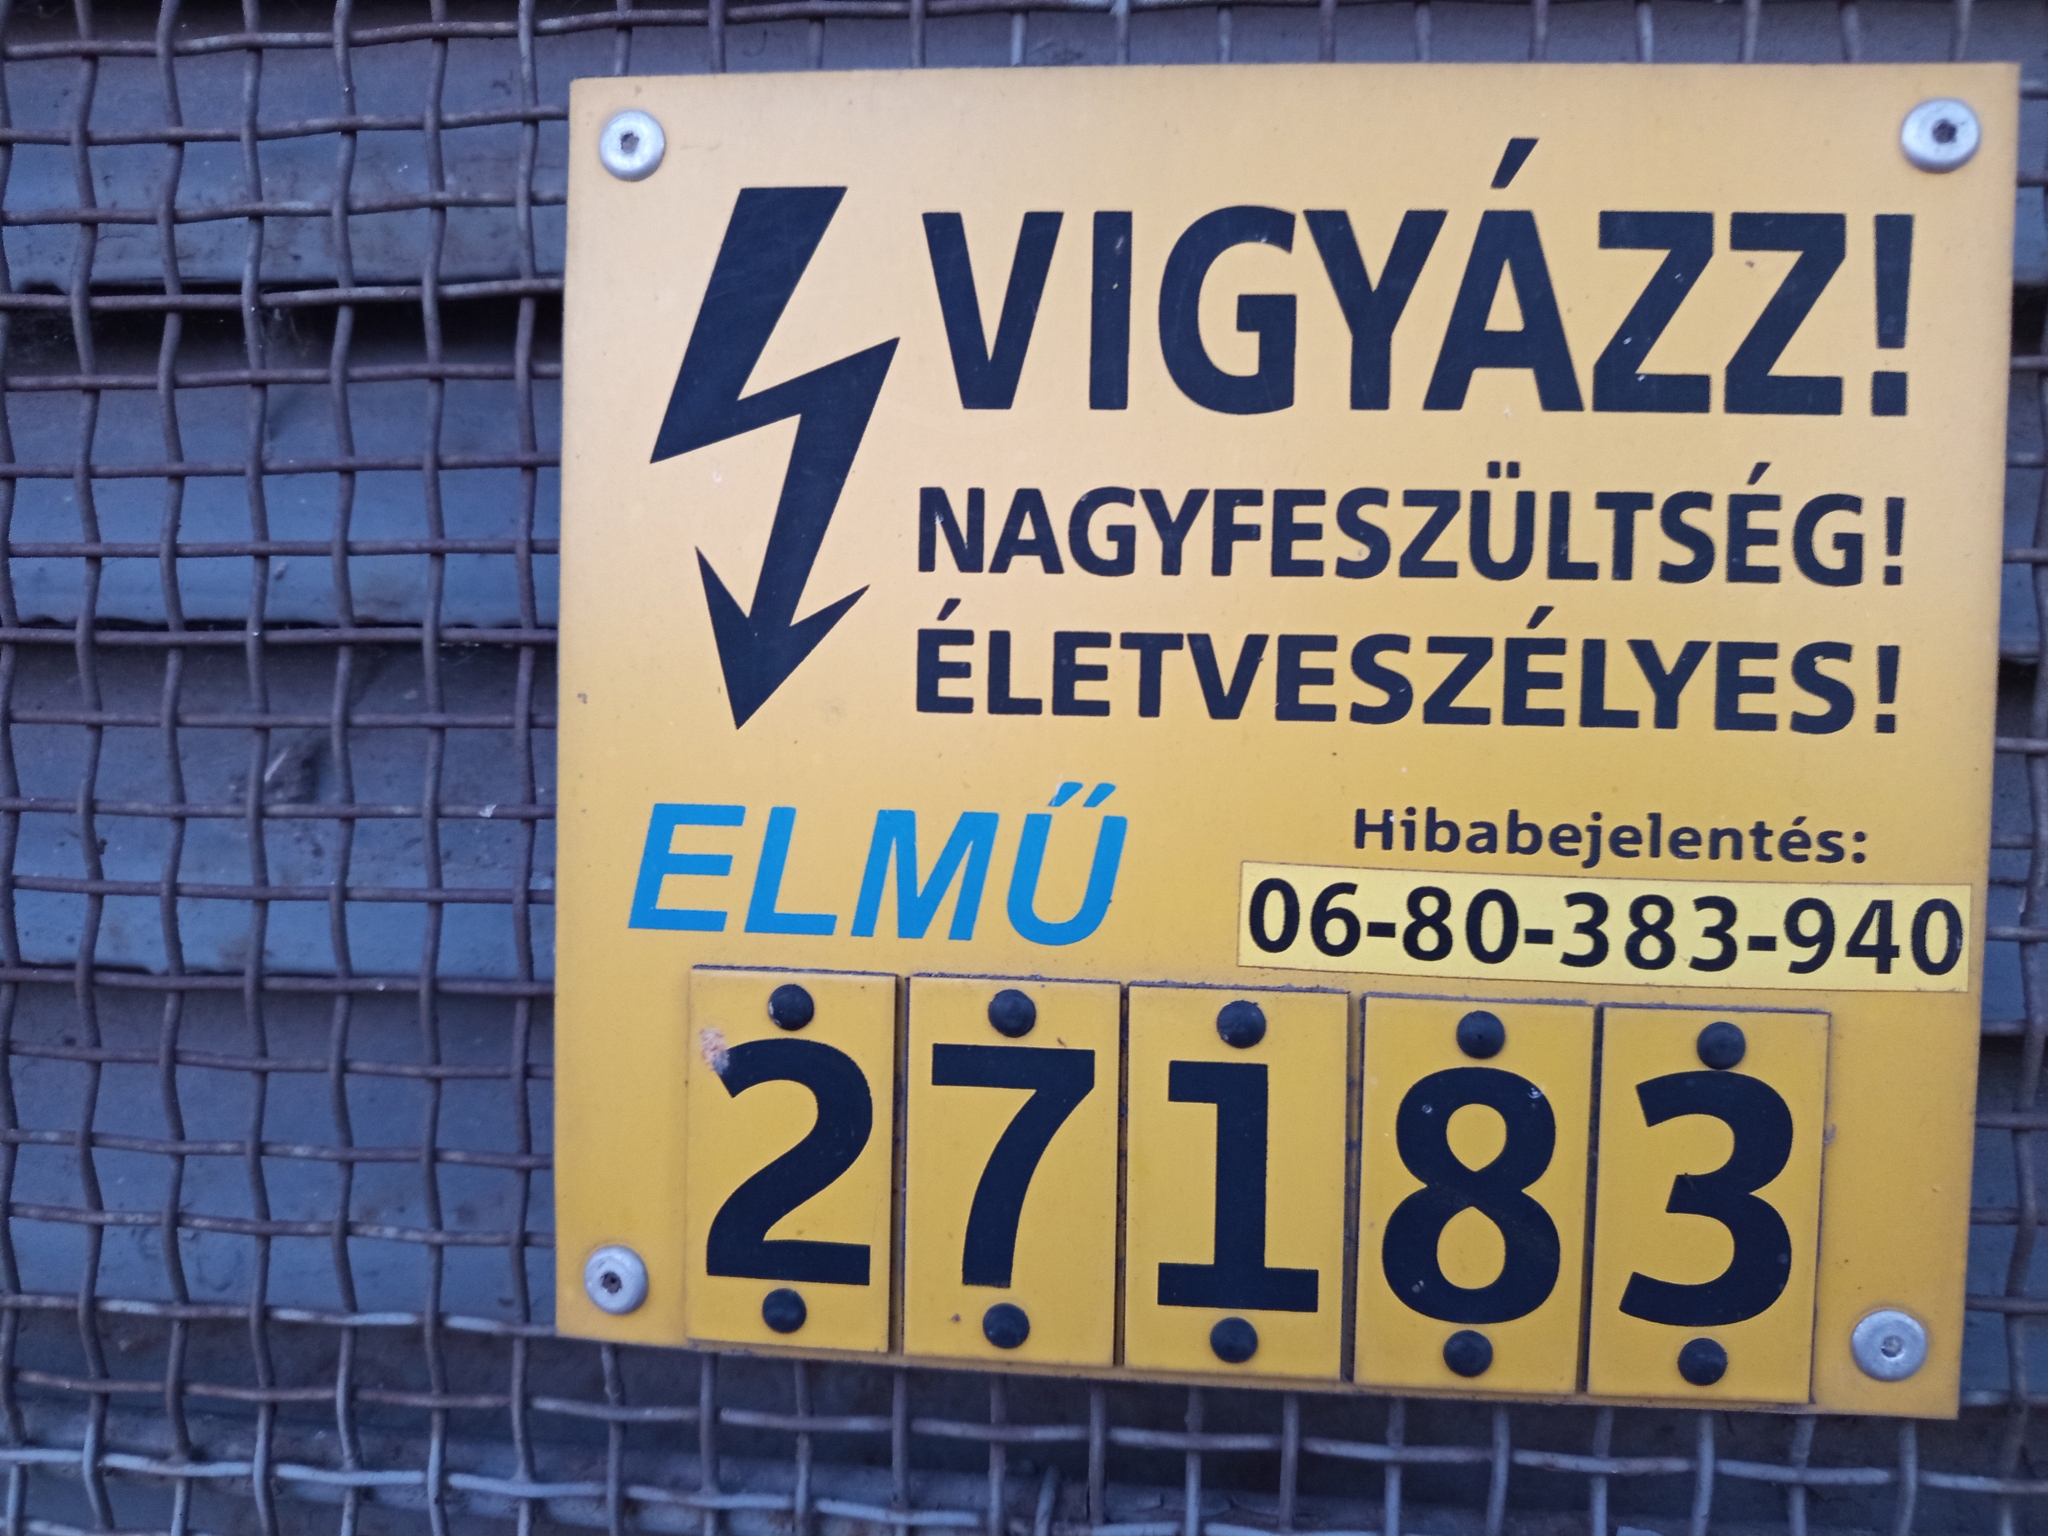 VIGYÁZZ!
NAGYFESZÜLTSÉG!
ÉLETVESZÉLYES!
ELMŰ
Hibabejelentés:
06-80-383-940
27183